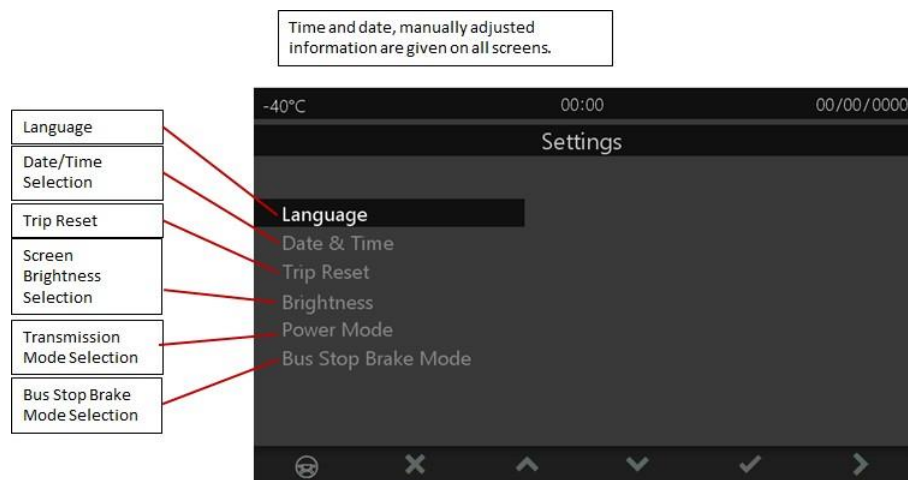 Time and date, manually adjusted
information are given on all screens.
-40°C 00:00 00/00/0000
Settings
Language
Date/Time
Selection
Trip Reset
Screen
Brightness
Selection
Transmission
Mode Selection
Bus Stop Brake
Mode Selection
Language
Date & Time
Trip Reset
Brightness
Power Mode
Bus Stop Brake Mode